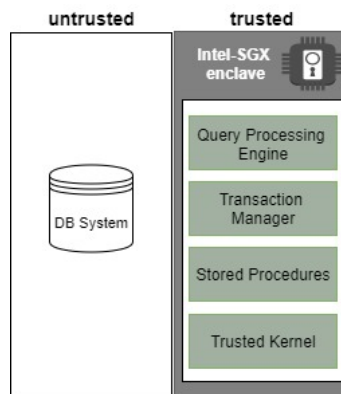 untrusted
trusted
Intel-SGX
enclave
DB System
Query Processing
Engine
Transaction
Manager
Stored Procedures
Trusted Kernel